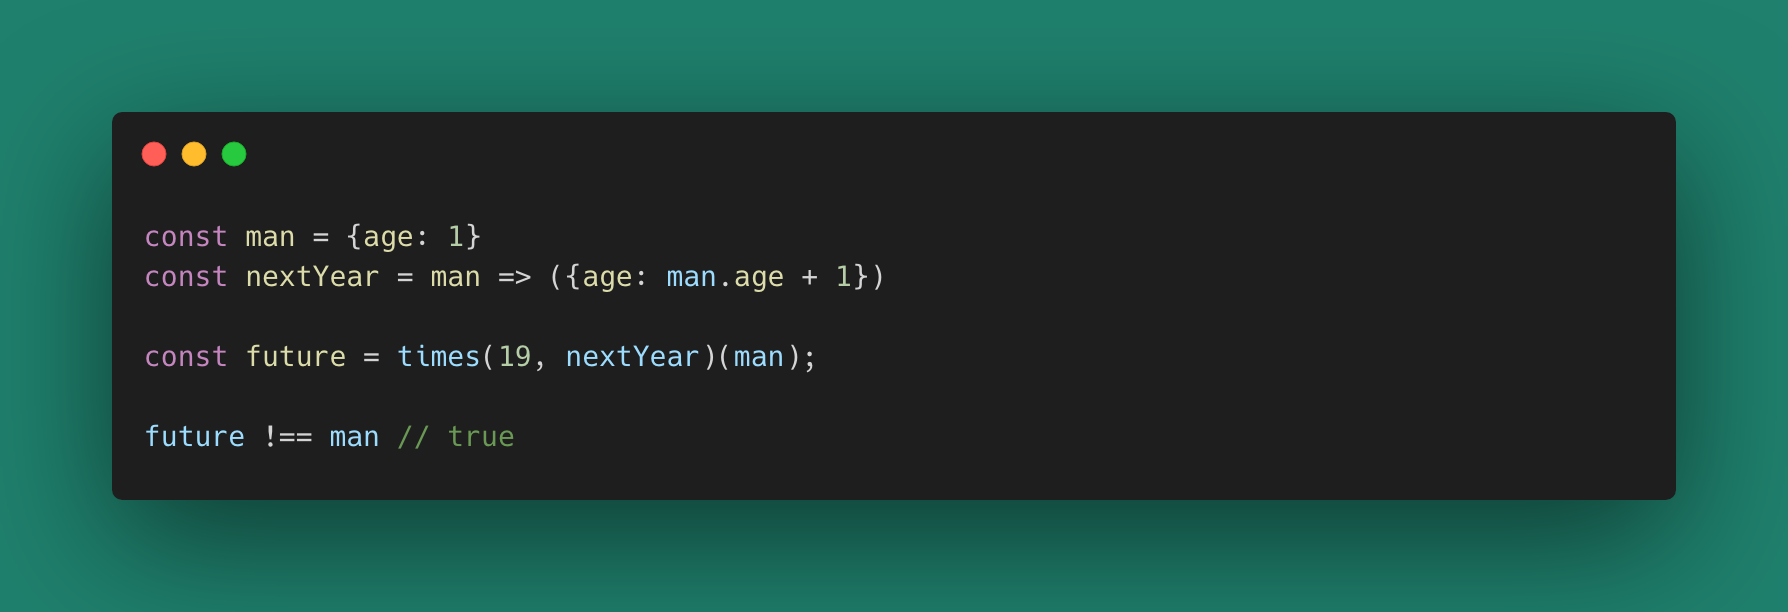 const man = {age: 1}
const nextYear = man => ({age: man.age + 1})
const future = times(19, nextYear)(man);
future !== man // true